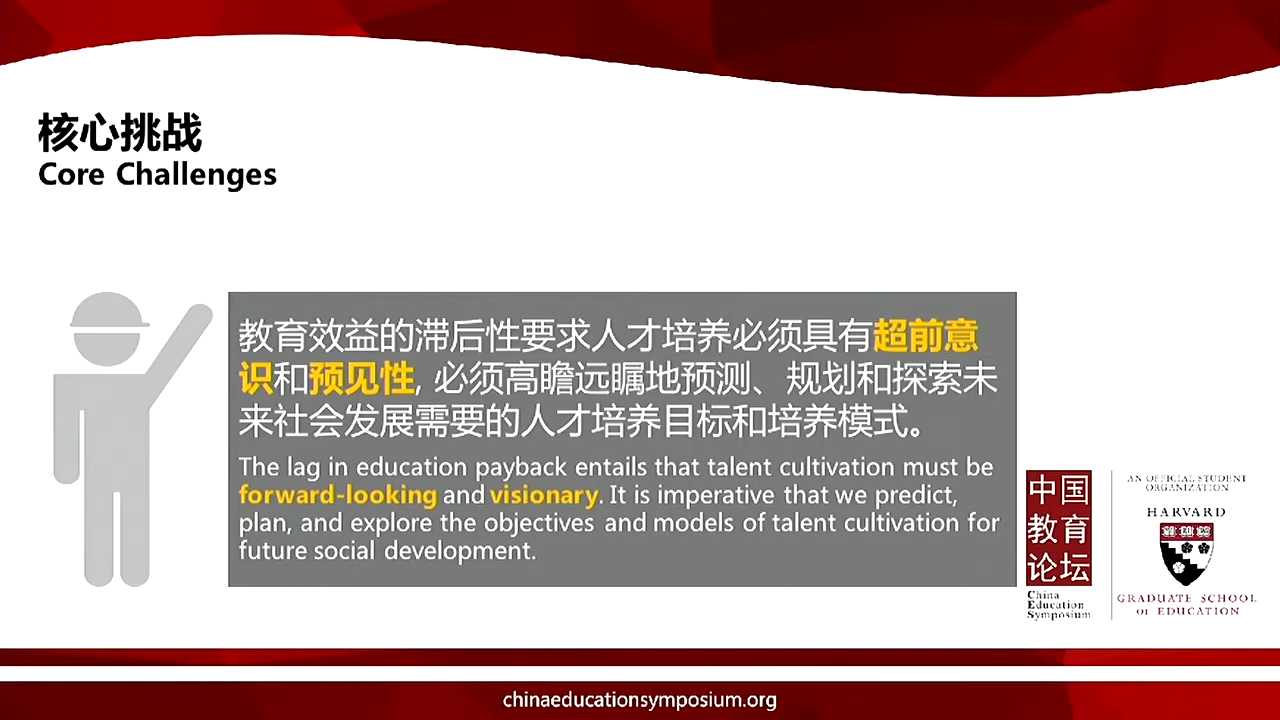 核心挑战
Core Challenges
教育效益的滞后性要求人才培养必须具有超前意
识和预见性, 必须高瞻远瞩地预测、规划和探索未
来社会发展需要的人才培养目标和培养模式。
The lag in education payback entails that talent cultivation must be
forward-looking and visionary. It is imperative that we predict,
plan, and explore the objectives and models of talent cultivation for
future social development.
中国
教育
论坛
China
Education
Symposium
AN OFFICIAL STUDENT
ORGANIZATION
HARVARD
GRADUATE SCHOOL
OF EDUCATION
chinaeducationsymposium.org